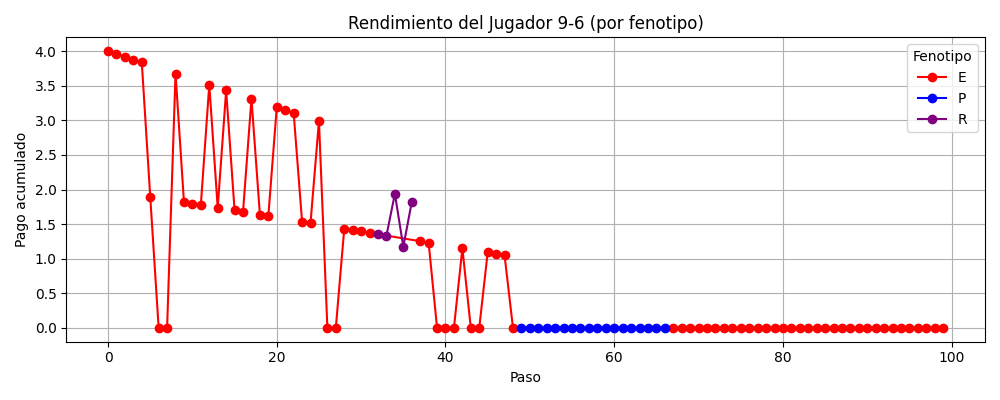 Rendimiento del Jugador 9-6 (por fenotipo)
Pago acumulado
4.0
3.5
3.0
2.5
2.0
1.5
1.0
0.5
0.0
Fenotipo
E
P
R
0
20
40
60
80
100
Paso